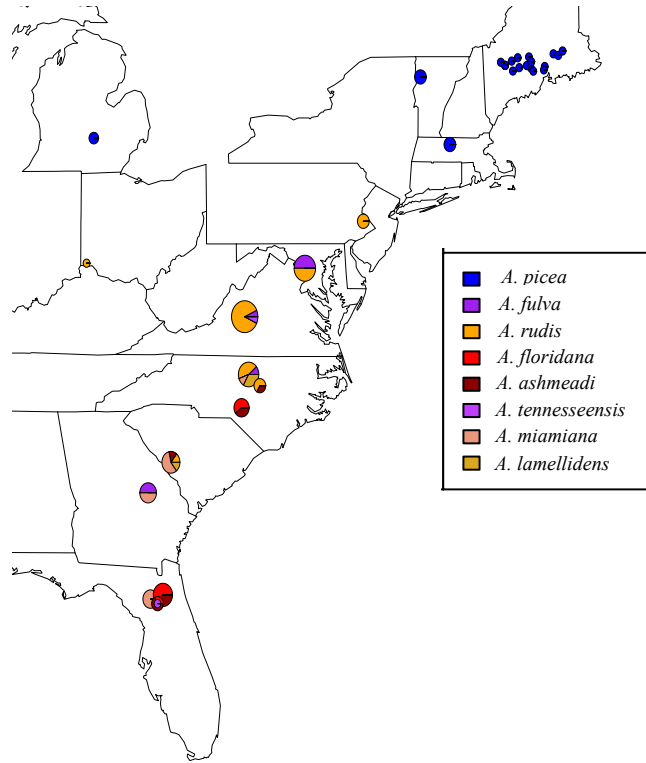 A. picea
A. fulva
A. rudis
A. floridana
A. ashmeadi
A. tennesseensis
A. miamiana
A. lamellidens